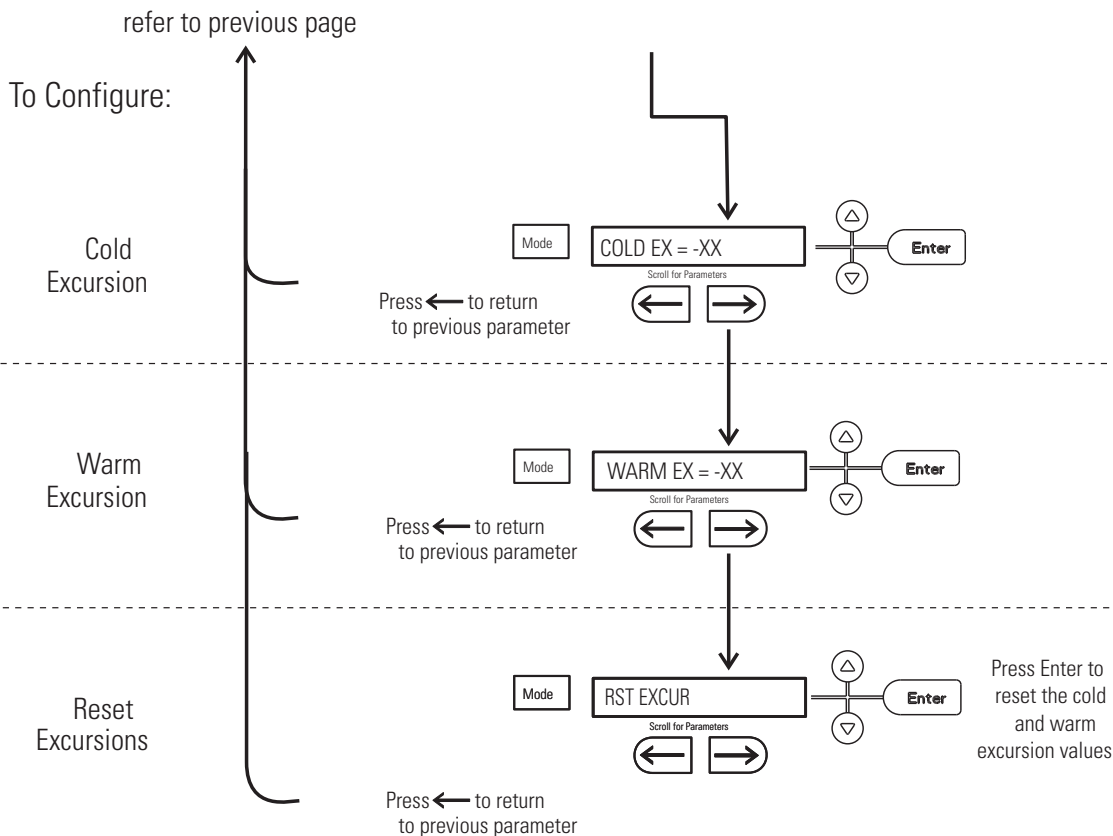 refer to previous page
To Configure:
Cold
Excursion
Mode
COLD EX = -XX
Enter
Scroll for Parameters
Press ← to return
to previous parameter
Warm
Excursion
Mode
WARM EX = -XX
Enter
Scroll for Parameters
Press ← to return
to previous parameter
Reset
Excursions
Mode
RST EXCUR
Enter
Scroll for Parameters
Press Enter to
reset the cold
and warm
excursion values
Press ← to return
to previous parameter